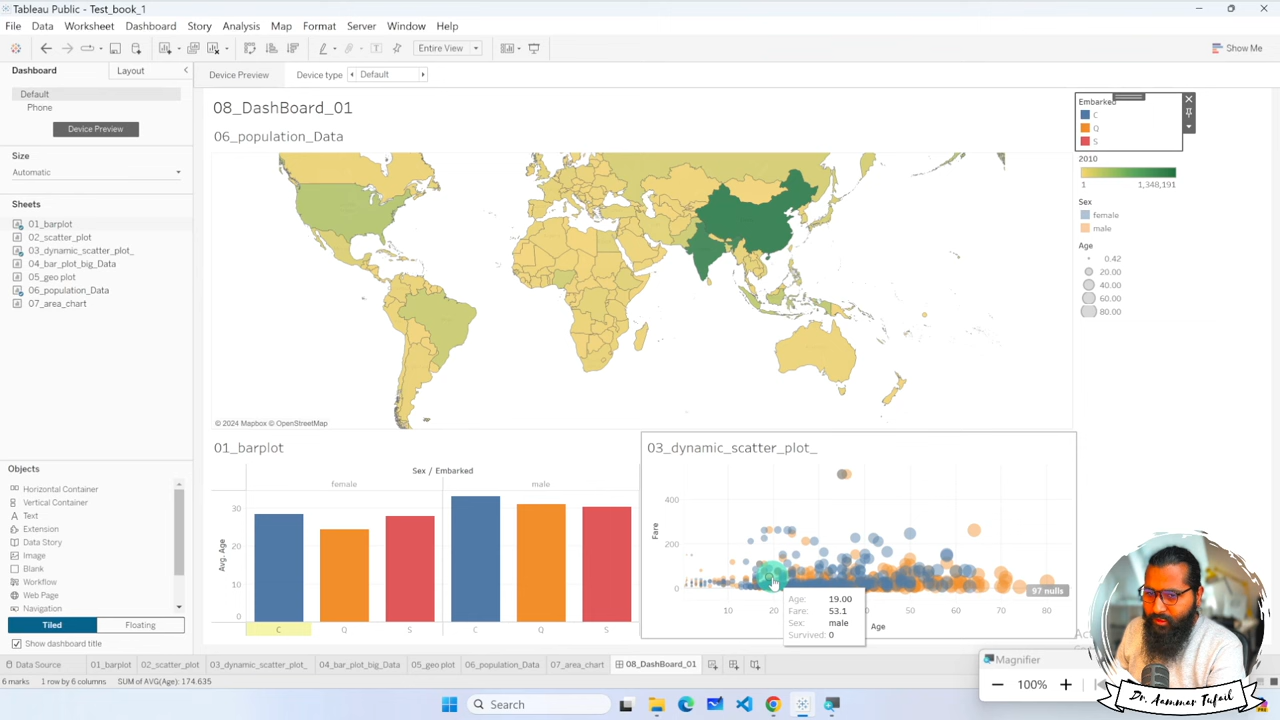 Tableau Public - Test_book_1
File Data Worksheet Dashboard Story Analysis Map Format Server Window Help
Entire View
Show Me
Dashboard Layout
Device Preview Device type Default
Default
Phone
Device Preview
Size
Automatic
Sheets
01_barplot
02_scatter_plot
03_dynamic_scatter_plot_
04_bar_plot_big_Data
05_geo plot
06_population_Data
07_area_chart
Objects
Horizontal Container
Vertical Container
Text
Extension
Data Story
Image
Blank
Workflow
Web Page
Navigation
Tiled Floating
Show dashboard title
08_DashBoard_01
06_population_Data
© 2024 Mapbox © OpenStreetMap
Embarked
C
Q
S
2010
1 1,348,191
Sex
female
male
Age
0.42
20.00
40.00
60.00
80.00
01_barplot
Sex / Embarked
female male
Avg. Age
30
20
10
0
C Q S C Q S
03_dynamic_scatter_plot_
Fare
400
200
0
97 nulls
10 20 0 50 60 70 80
Age
Age: 19.00
Fare: 53.1
Sex: male
Survived: 0
Data Source 01_barplot 02_scatter_plot 03_dynamic_scatte... 04_bar_plot_big_Data 05_geo plot 06_population_Data 07_area_chart 08_DashBoard_01
6 marks 1 row by 6 columns SUM of AVG(Age): 174.635
Magnifier
100%
Search
Dr. Aammar Tufail